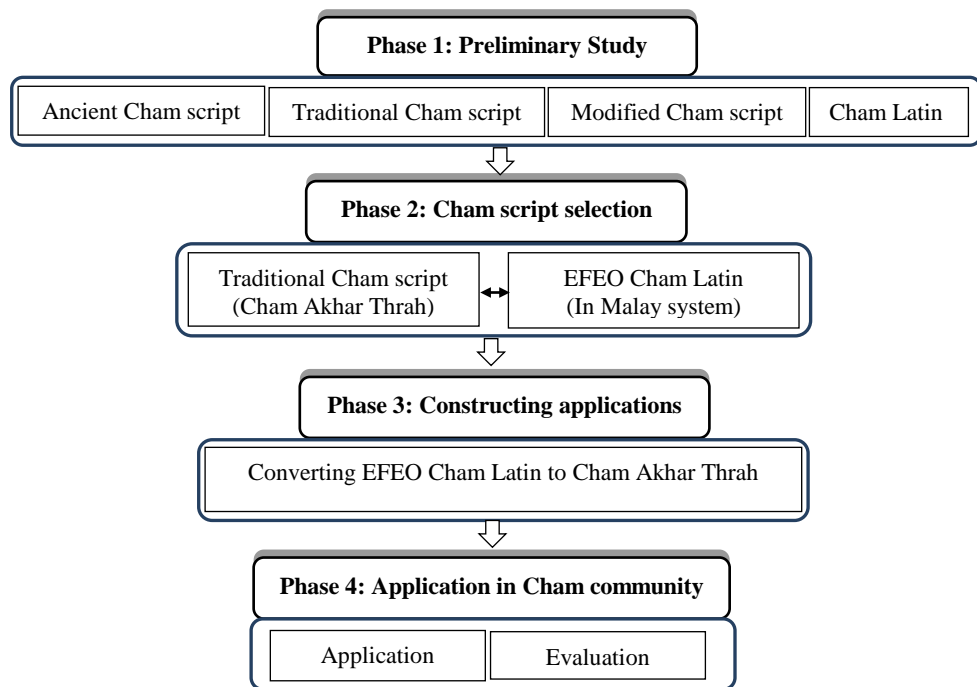 Phase 1: Preliminary Study
Ancient Cham script
Traditional Cham script
Modified Cham script
Cham Latin
Phase 2: Cham script selection
Traditional Cham script
(Cham Akhar Thrah)
EFEO Cham Latin
(In Malay system)
Phase 3: Constructing applications
Converting EFEO Cham Latin to Cham Akhar Thrah
Phase 4: Application in Cham community
Application
Evaluation